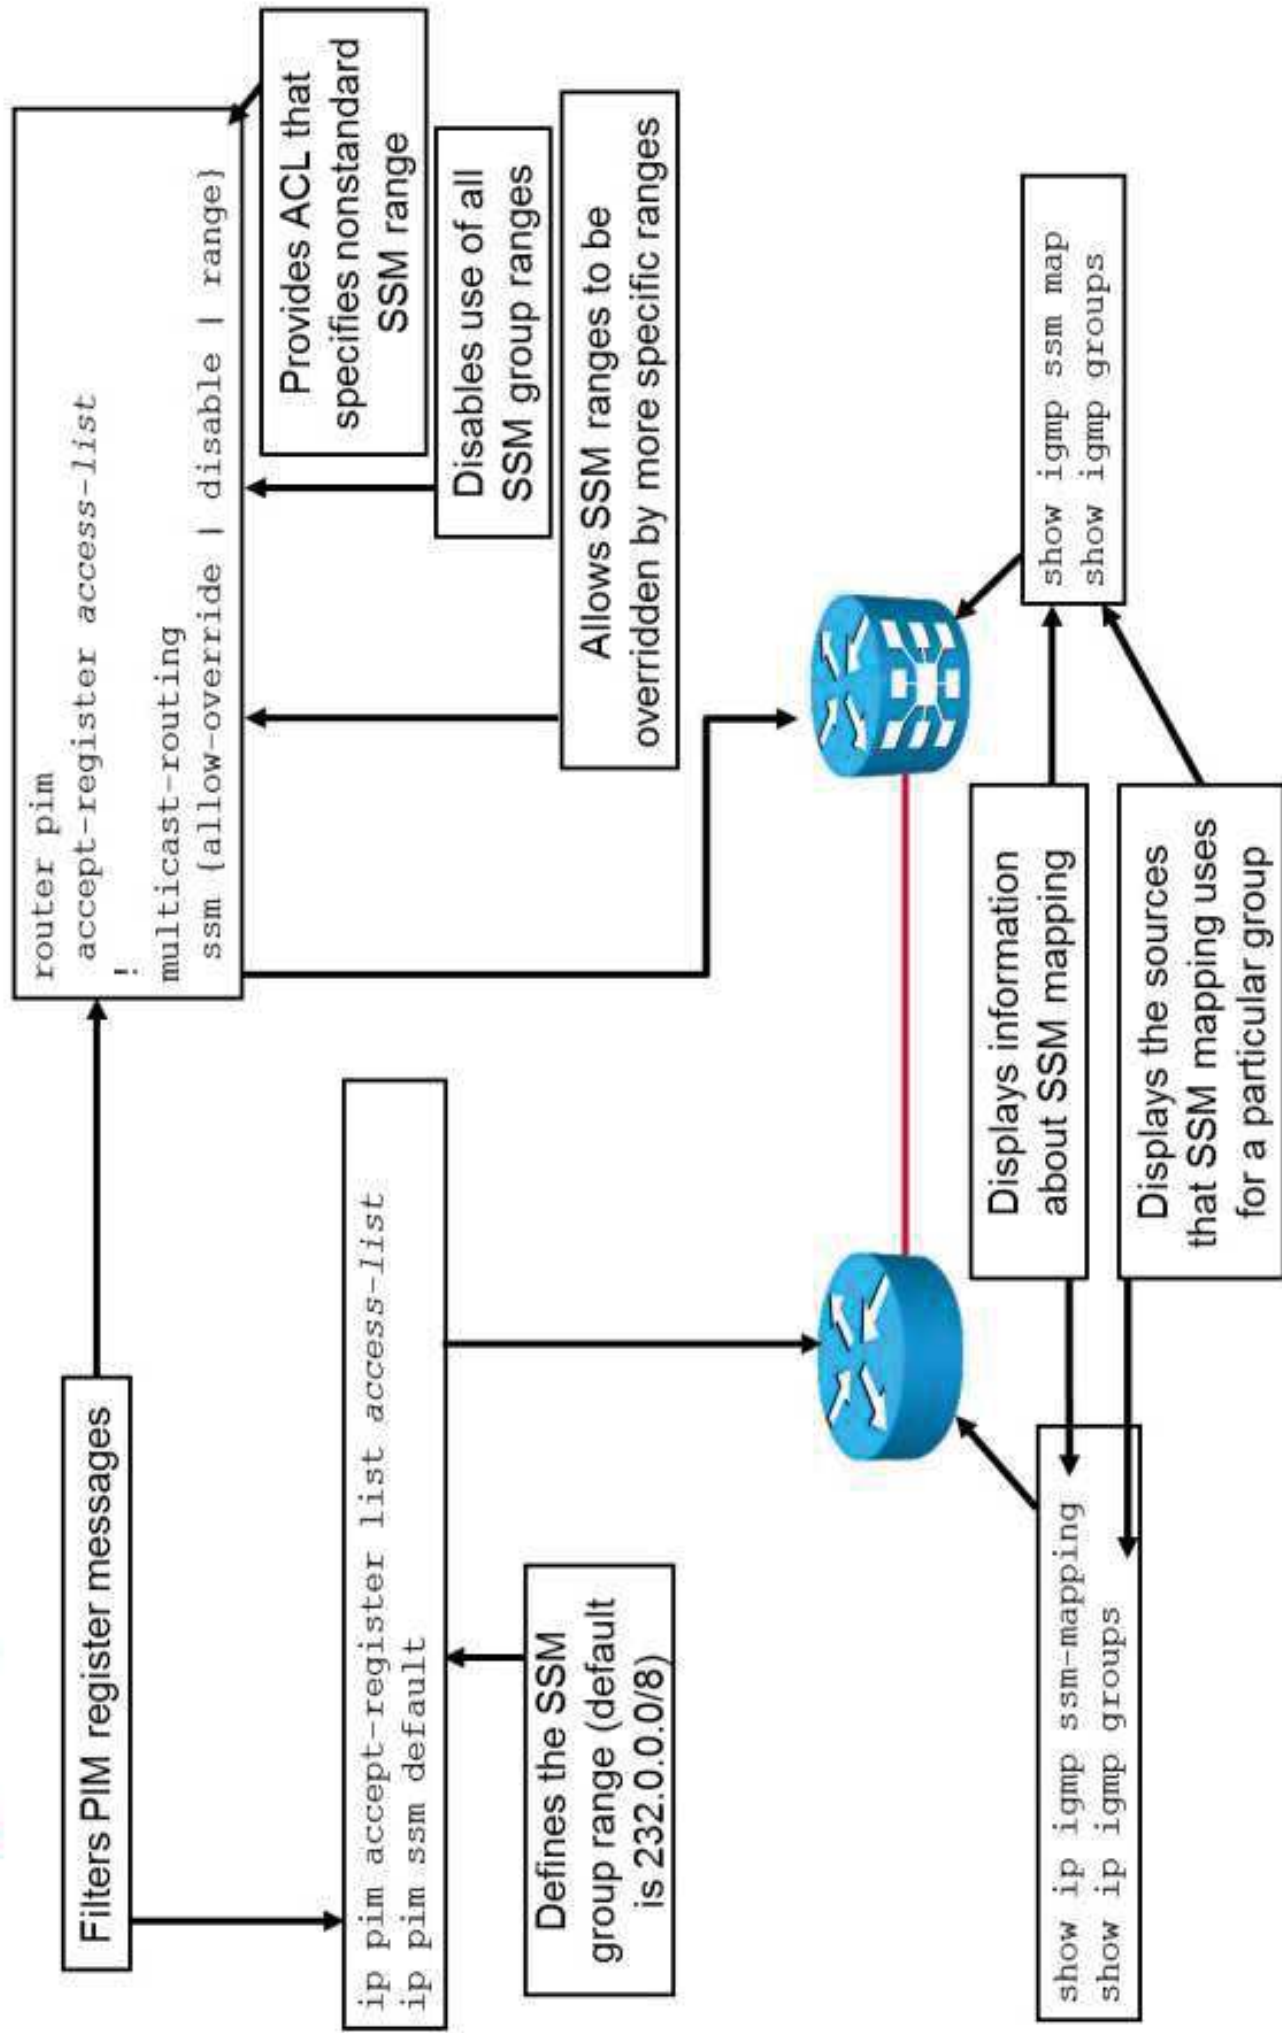 Filters PIM register messages
router pim
accept-register access-list
!
multicast-routing
ssm {allow-override | disable | range}
Provides ACL that
specifies nonstandard
SSM range
Disables use of all
SSM group ranges
Allows SSM ranges to be
overridden by more specific ranges
ip pim accept-register list access-list
ip pim ssm default
Defines the SSM
group range (default
is 232.0.0.0/8)
Displays information
about SSM mapping
Displays the sources
that SSM mapping uses
for a particular group
show ip igmp ssm-mapping
show ip igmp groups
show igmp ssm map
show igmp groups